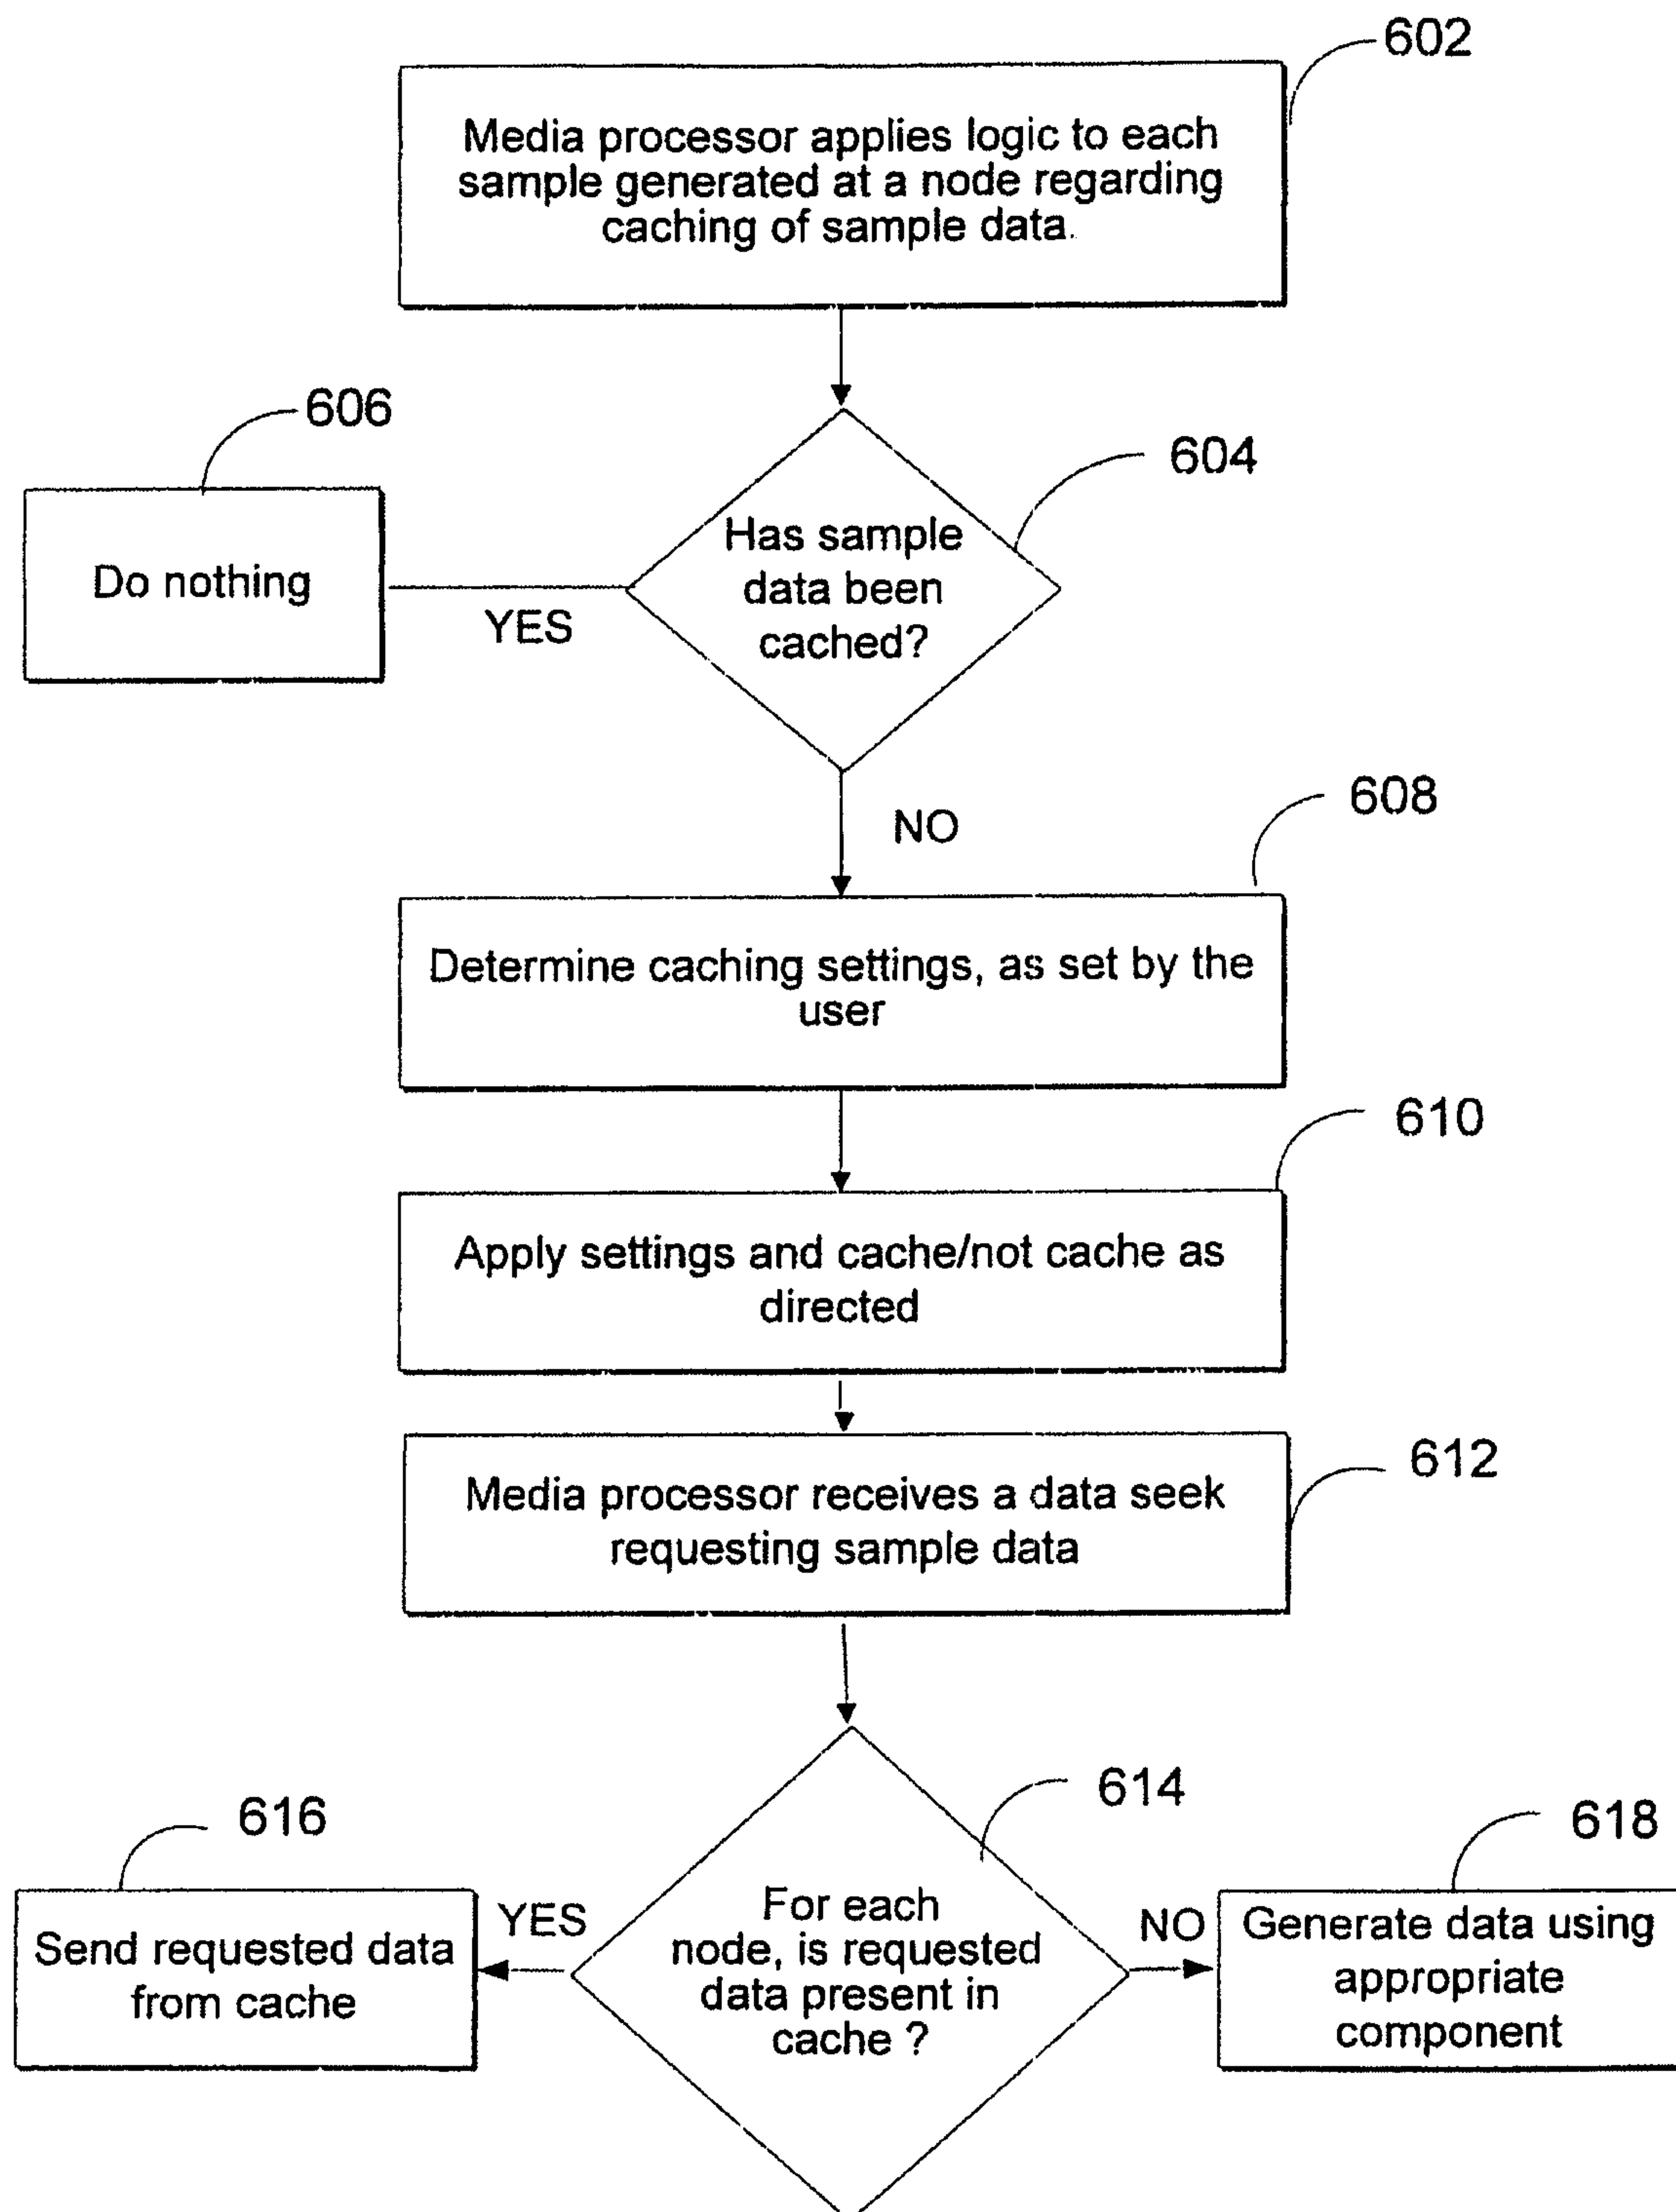 602
Media processor applies logic to each
sample generated at a node regarding
caching of sample data.
606
604
Do nothing
YES
Has sample
data been
cached?
NO
608
Determine caching settings, as set by the
user
610
Apply settings and cache/not cache as
directed
612
Media processor receives a data seek
requesting sample data
614
616
618
YES
Send requested data
from cache
For each
node, is requested
data present in
cache ?
NO
Generate data using
appropriate
component